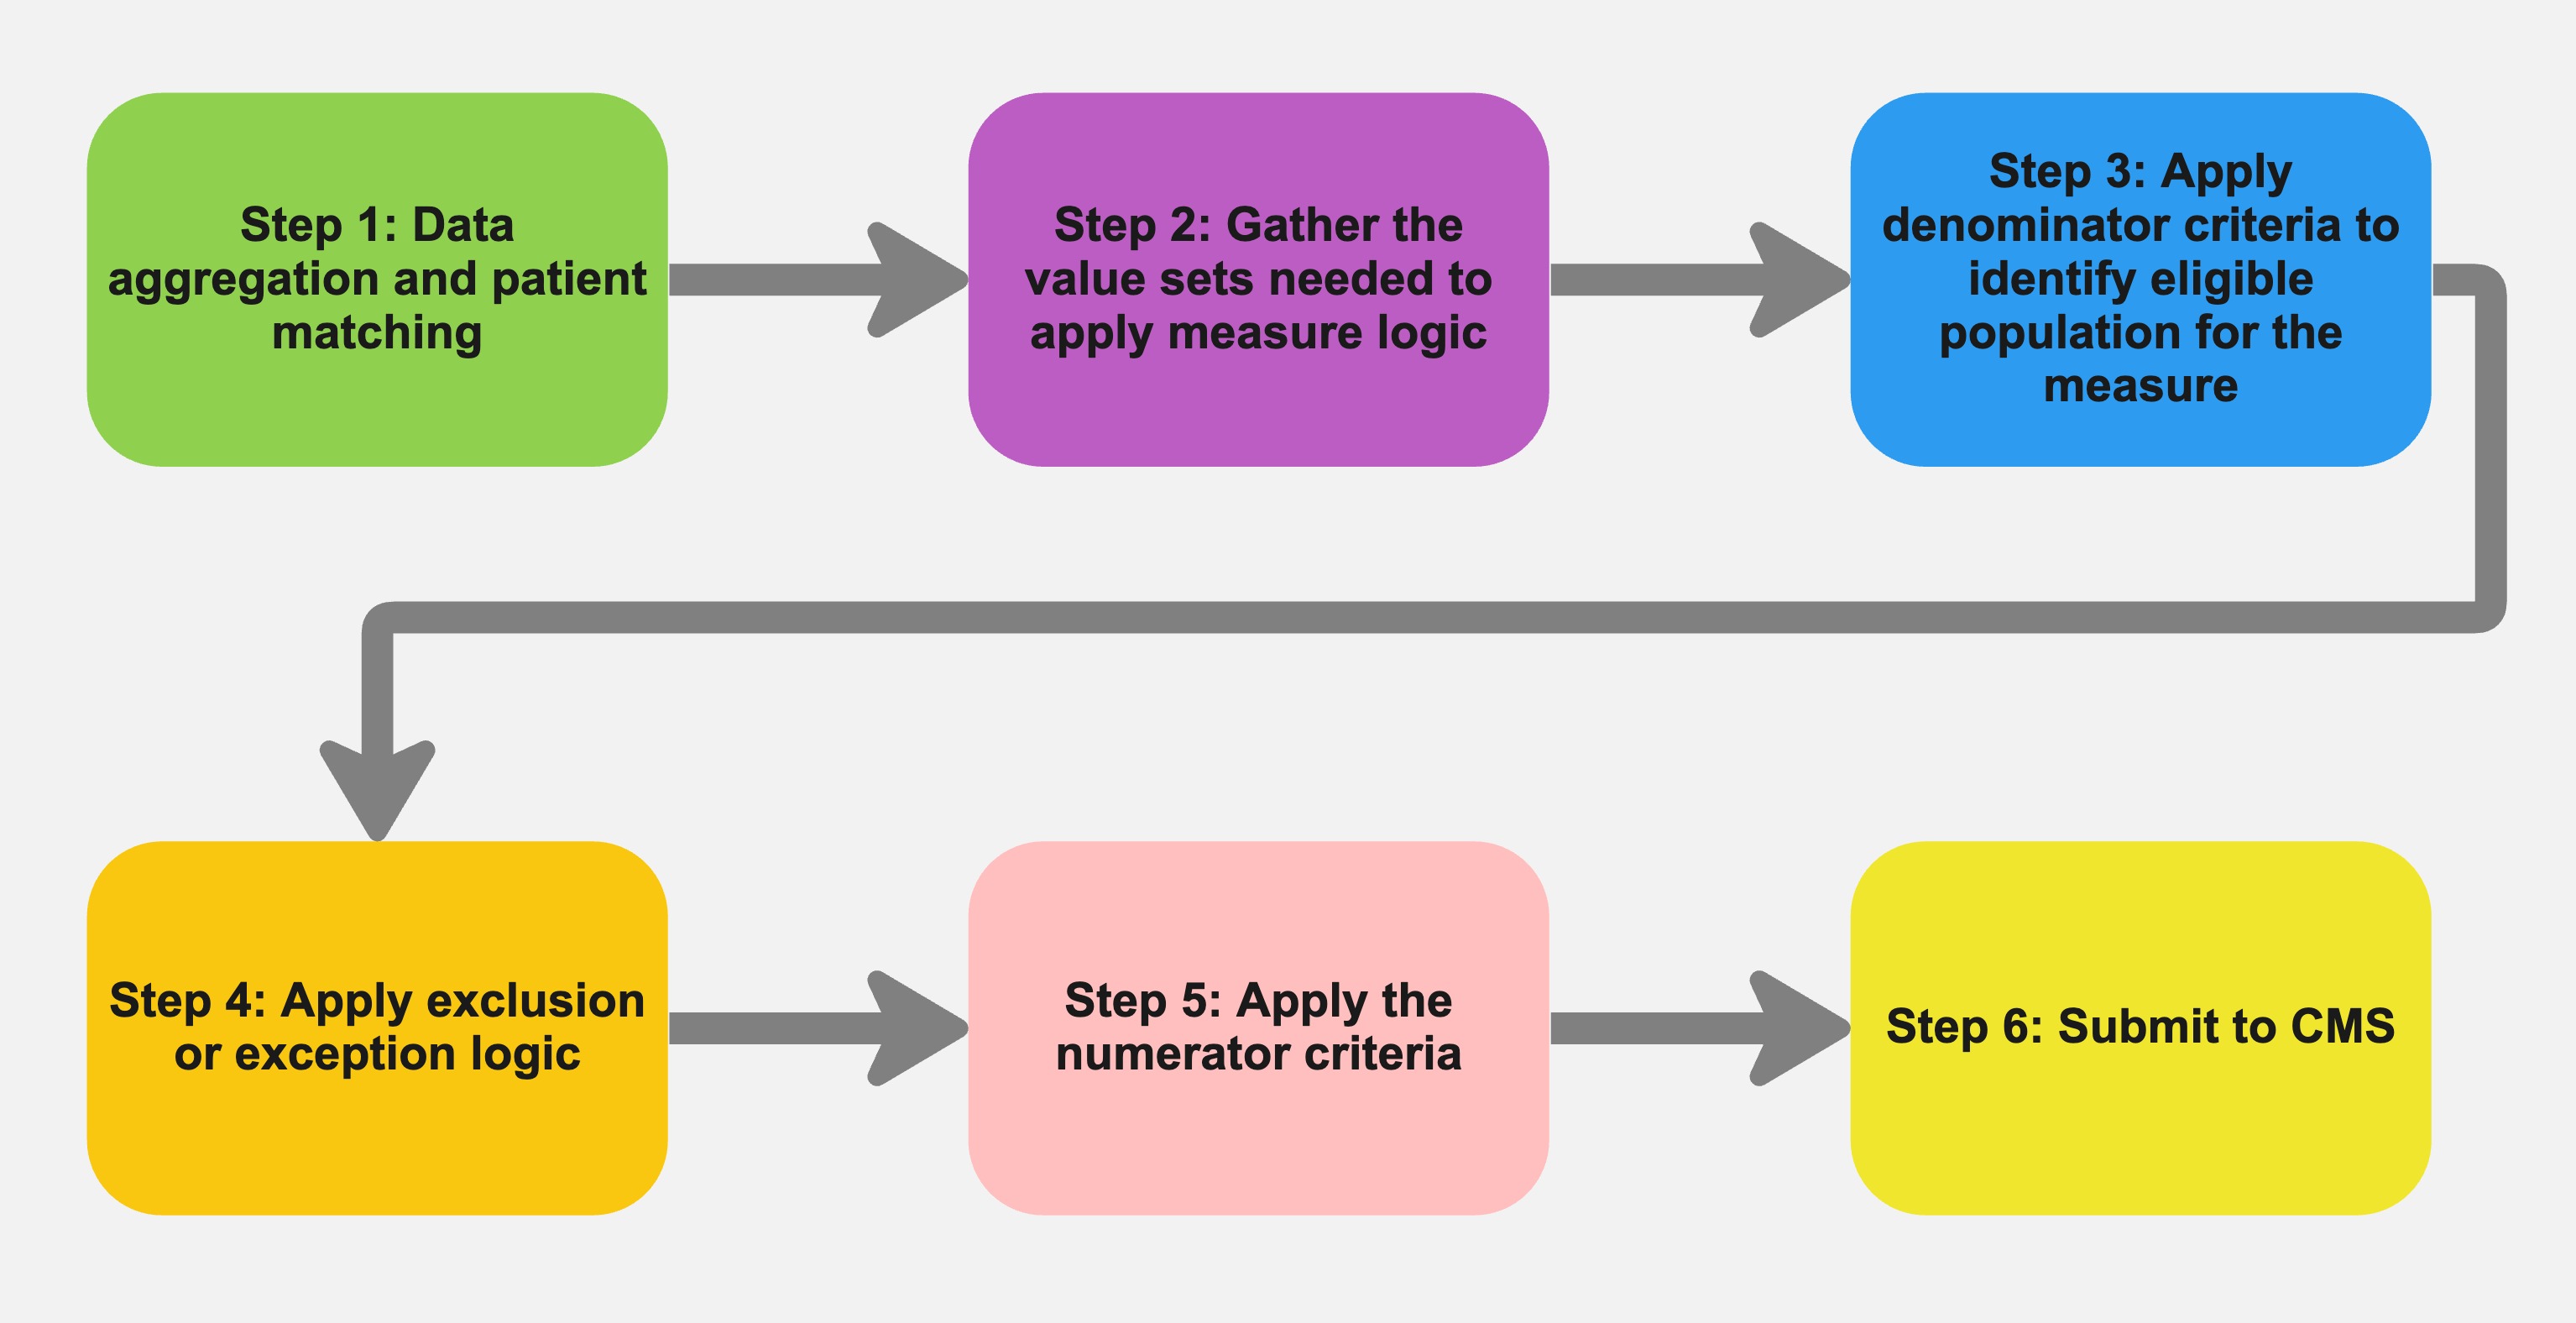 Step 1: Data
aggregation and patient
matching
Step 2: Gather the
value sets needed to
apply measure logic
Step 3: Apply
denominator criteria to
identify eligible
population for the
measure
Step 4: Apply exclusion
or exception logic
Step 5: Apply the
numerator criteria
Step 6: Submit to CMS